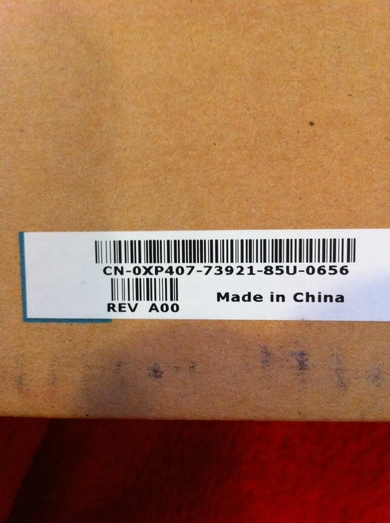 CN-0XP407-73921-85U-0656
REV A00
Made in China